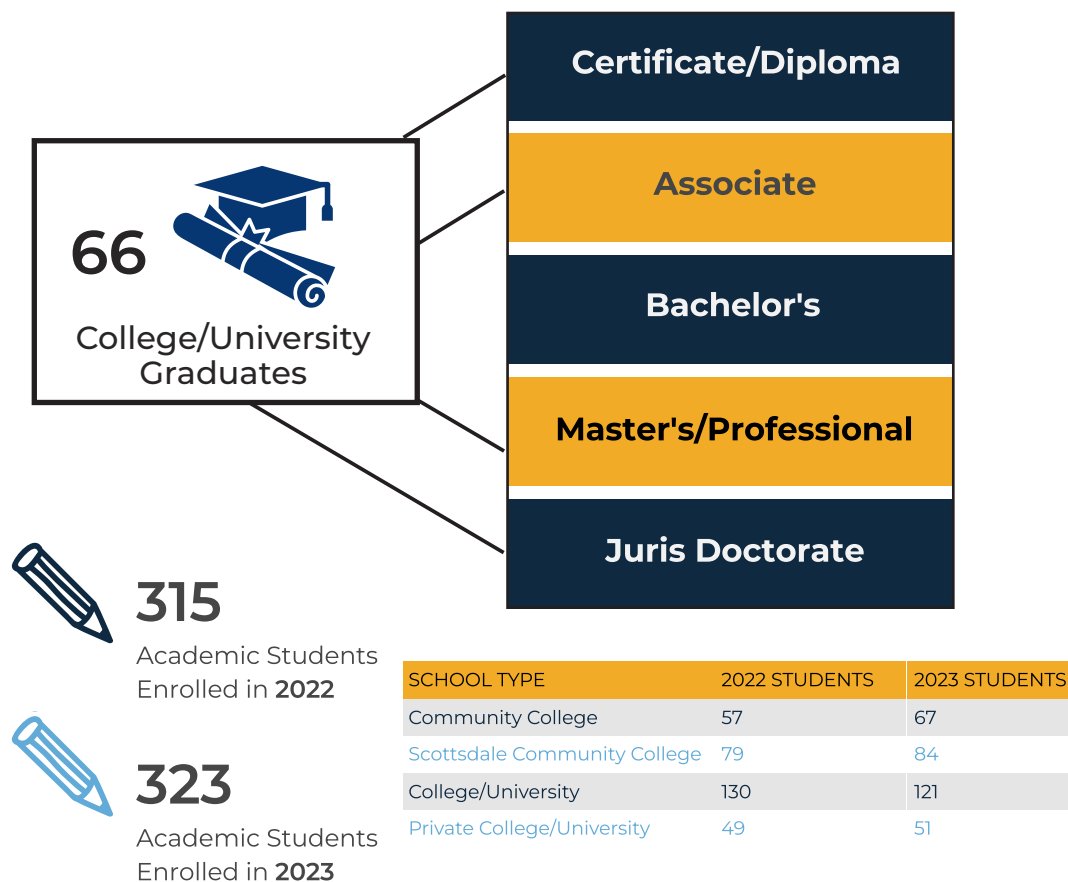 66
College/University
Graduates
Certificate/Diploma
Associate
Bachelor's
Master's/Professional
Juris Doctorate
315
Academic Students
Enrolled in 2022
323
Academic Students
Enrolled in 2023
SCHOOL TYPE 2022 STUDENTS 2023 STUDENTS
Community College 57 67
Scottsdale Community College 79 84
College/University 130 121
Private College/University 49 51